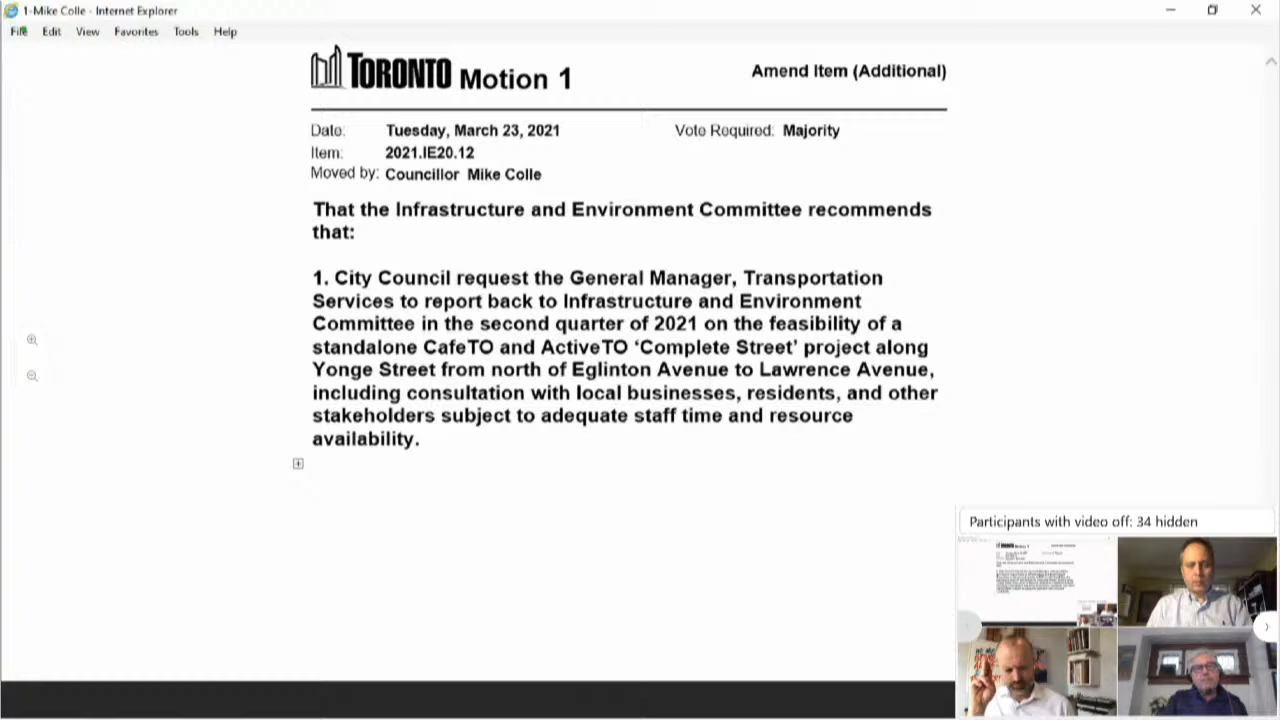 1-Mike Colle - Internet Explorer
File Edit View Favorites Tools Help
TORONTO Motion 1
Amend Item (Additional)
Date: Tuesday, March 23, 2021
Vote Required: Majority
Item: 2021.IE20.12
Moved by: Councillor Mike Colle
That the Infrastructure and Environment Committee recommends
that:
1. City Council request the General Manager, Transportation
Services to report back to Infrastructure and Environment
Committee in the second quarter of 2021 on the feasibility of a
standalone CafeTO and ActiveTO ‘Complete Street’ project along
Yonge Street from north of Eglinton Avenue to Lawrence Avenue,
including consultation with local businesses, residents, and other
stakeholders subject to adequate staff time and resource
availability.
Participants with video off: 34 hidden